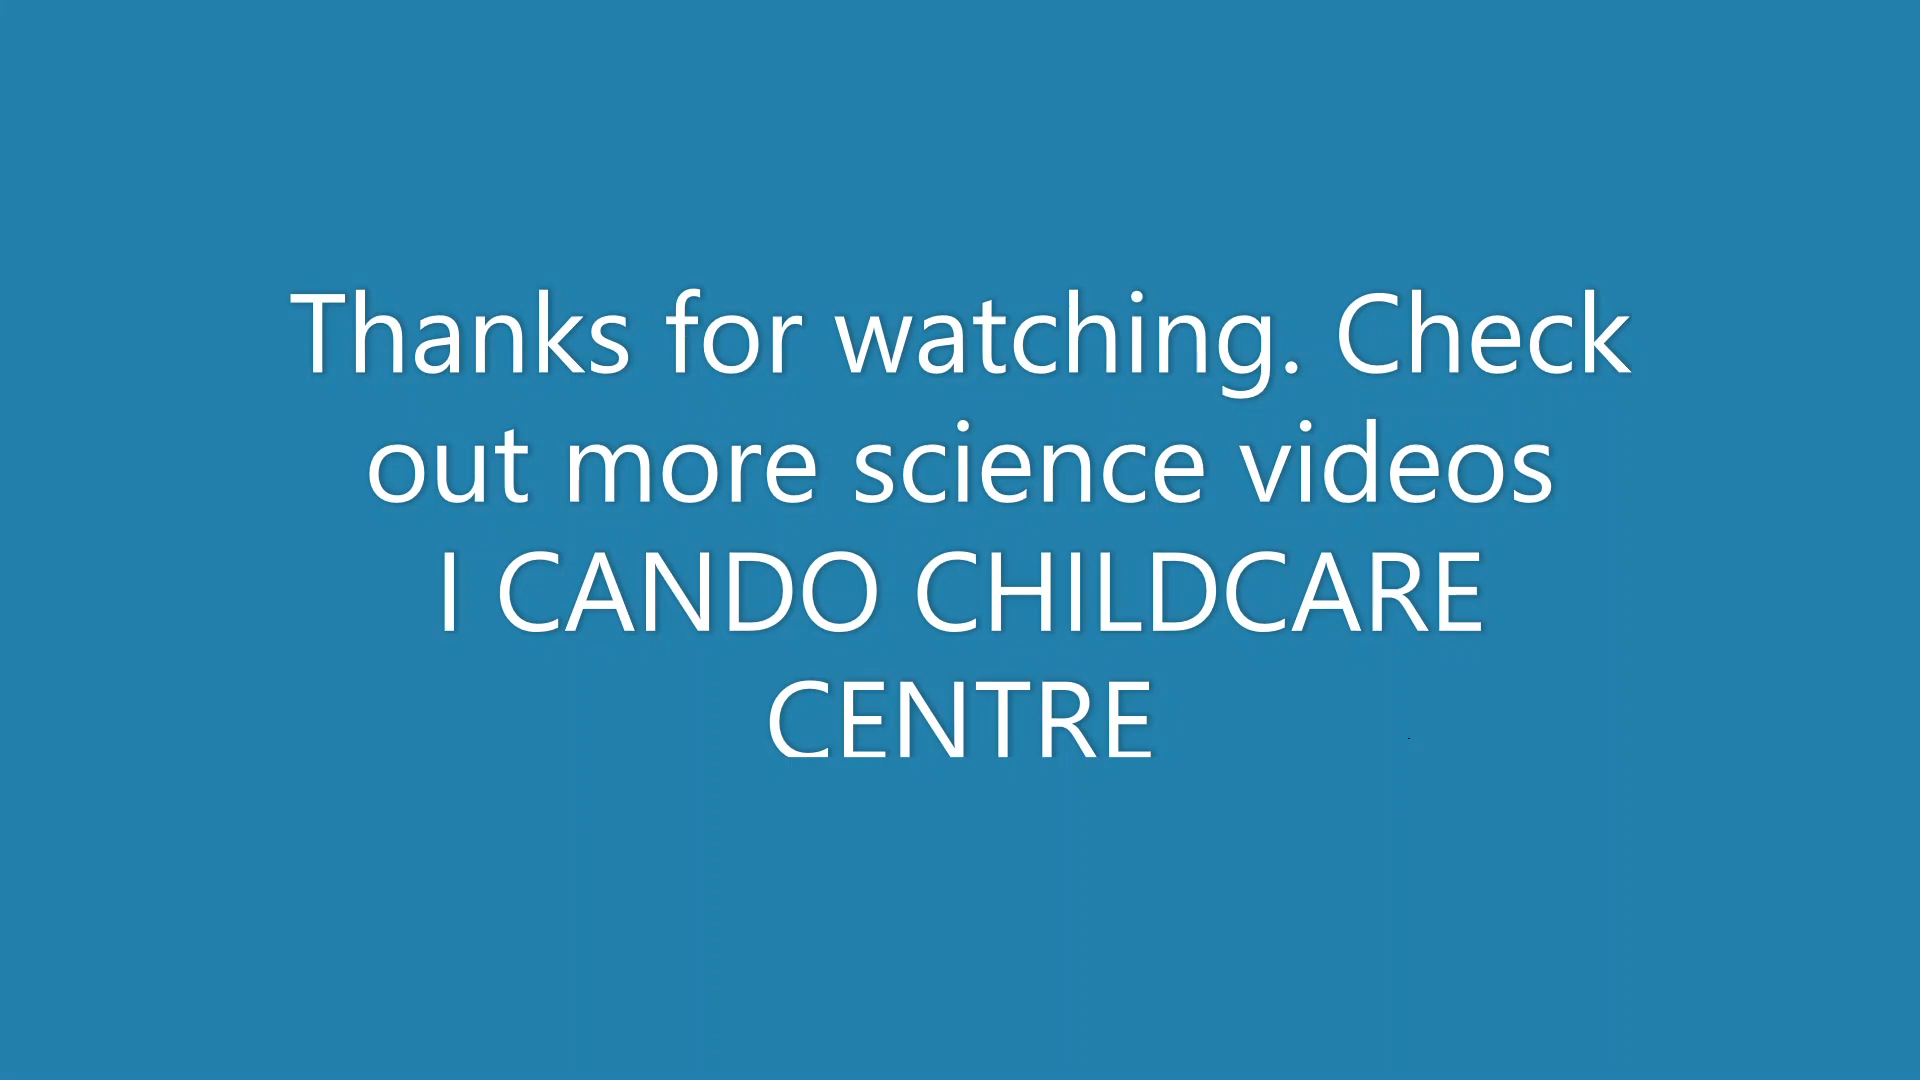 Thanks for watching. Check
out more science videos
I CANDO CHILDCARE
CENTRE